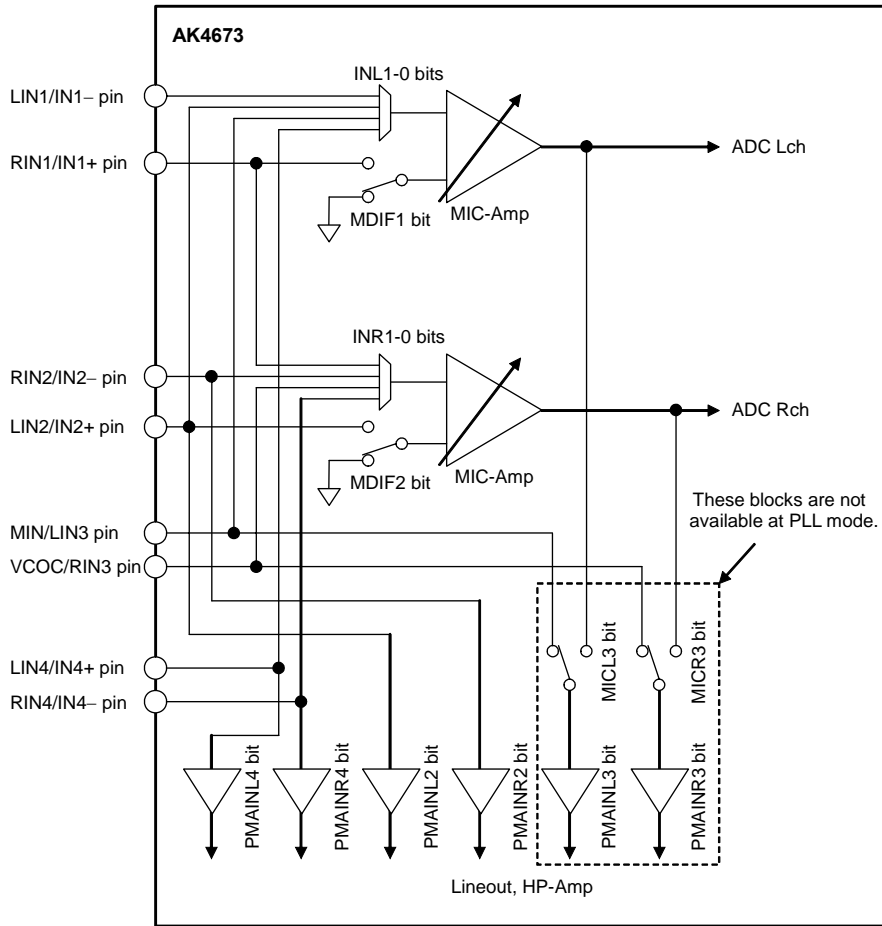 AK4673
INL1-0 bits
LIN1/IN1− pin
RIN1/IN1+ pin
ADC Lch
MDIF1 bit
MIC-Amp
INR1-0 bits
RIN2/IN2− pin
LIN2/IN2+ pin
ADC Rch
MDIF2 bit
MIC-Amp
These blocks are not
available at PLL mode.
MIN/LIN3 pin
VCOC/RIN3 pin
MICL3 bit
MICR3 bit
LIN4/IN4+ pin
RIN4/IN4− pin
PMAINL4 bit
PMAINR4 bit
PMAINL2 bit
PMAINR2 bit
PMAINL3 bit
PMAINR3 bit
Lineout, HP-Amp